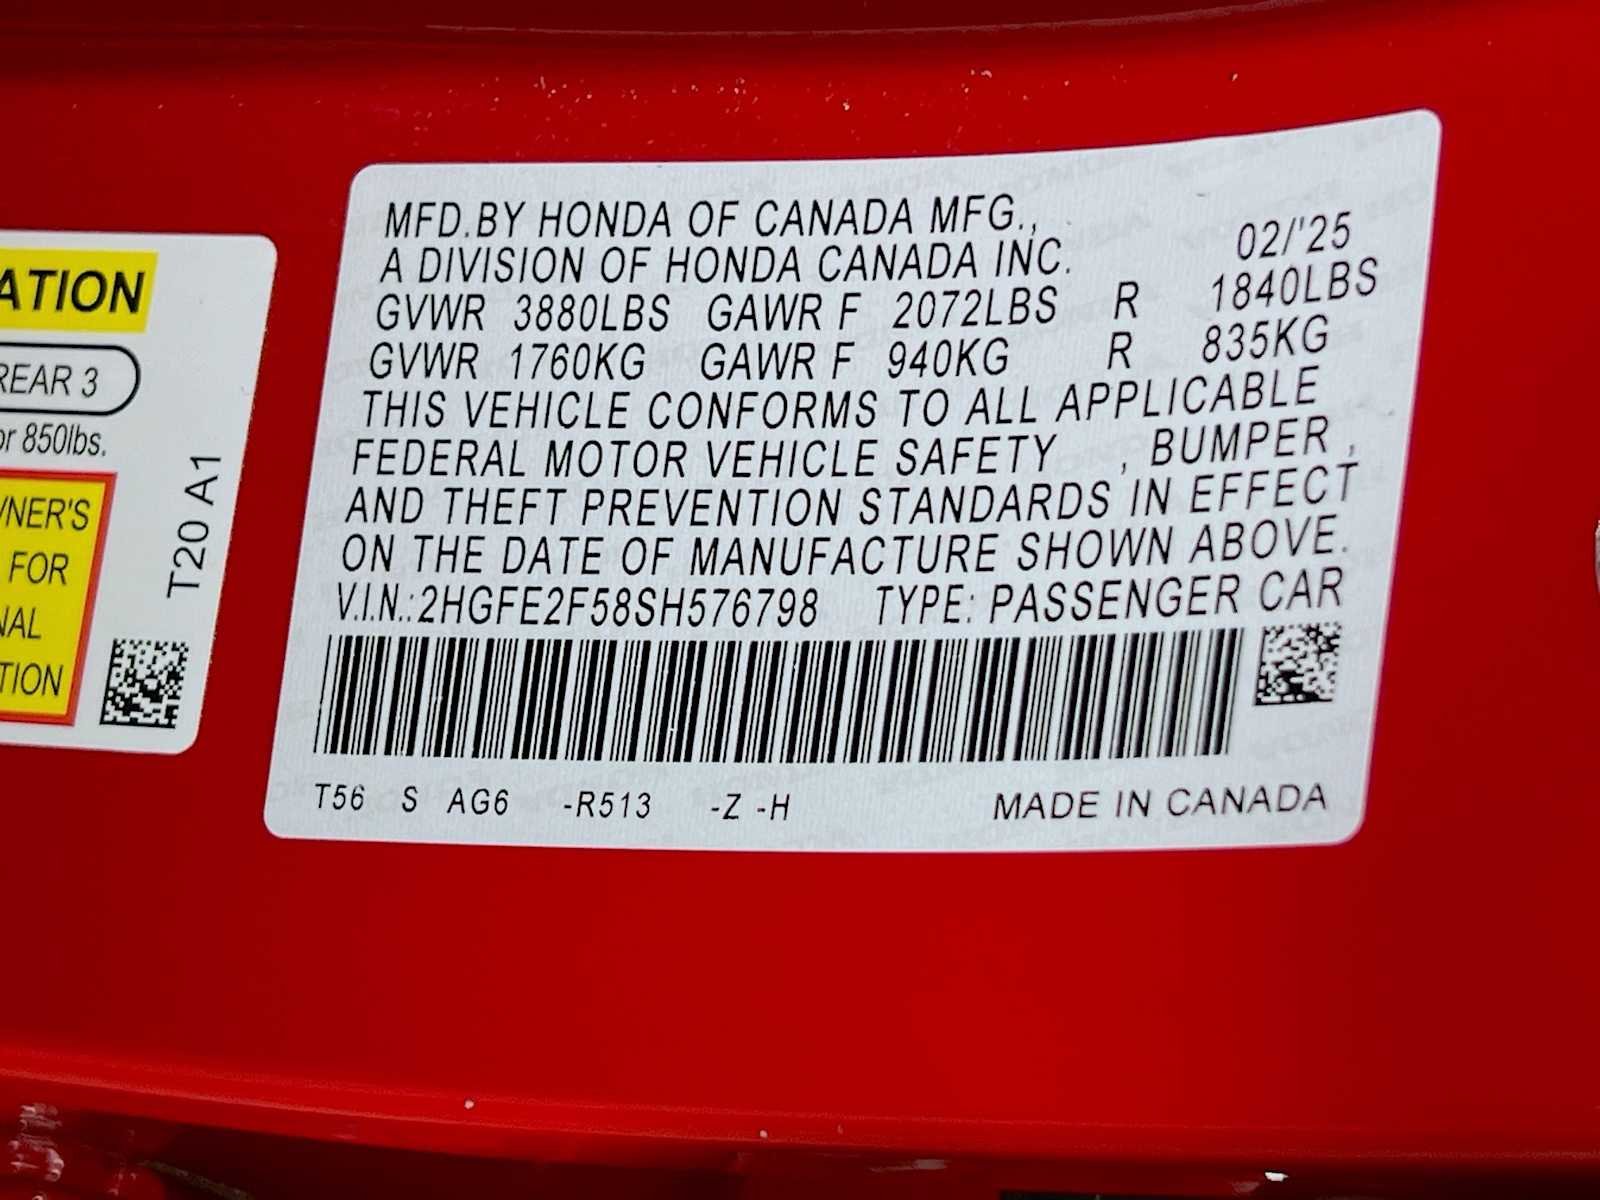 ATION
REAR 3
or 850lbs.
WNER'S
FOR
NAL
TION
T20 A1
MFD.BY HONDA OF CANADA MFG.,
A DIVISION OF HONDA CANADA INC. 02/'25
GVWR 3880LBS GAWR F 2072LBS R 1840LBS
GVWR 1760KG GAWR F 940KG R 835KG
THIS VEHICLE CONFORMS TO ALL APPLICABLE
FEDERAL MOTOR VEHICLE SAFETY , BUMPER ,
AND THEFT PREVENTION STANDARDS IN EFFECT
ON THE DATE OF MANUFACTURE SHOWN ABOVE.
V.I.N.:2HGFE2F58SH576798 TYPE: PASSENGER CAR
T56 S AG6 -R513 -Z -H MADE IN CANADA